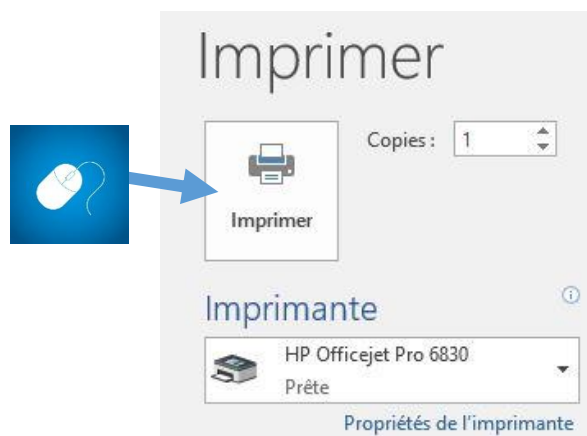 Imprimer
Copies : 1
Imprimer
Imprimante
HP Officejet Pro 6830
Prête
Propriétés de l'imprimante